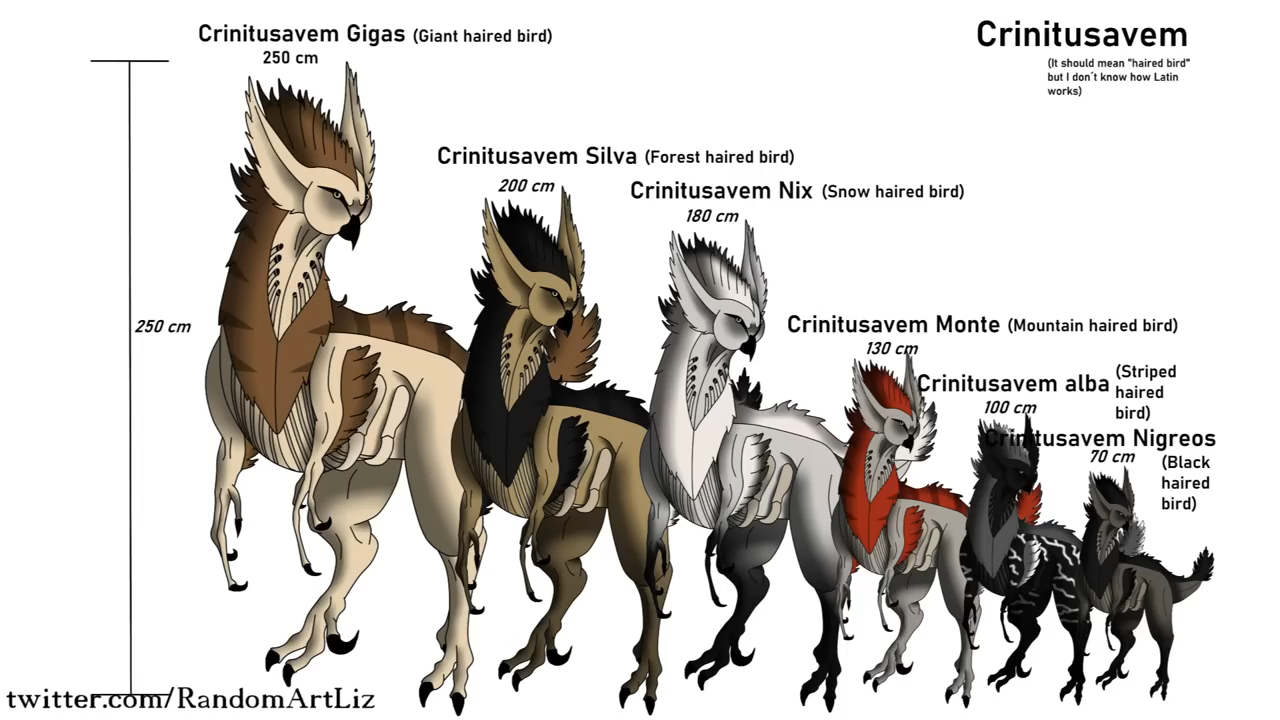 Crinitusavem
(It should mean "haired bird"
but I don´t know how Latin
works)
Crinitusavem Gigas (Giant haired bird)
250 cm
250 cm
Crinitusavem Silva (Forest haired bird)
200 cm
Crinitusavem Nix (Snow haired bird)
180 cm
Crinitusavem Monte (Mountain haired bird)
130 cm
Crinitusavem alba (Striped
haired
bird)
100 cm
Crinitusavem Nigreos
70 cm
(Black
haired
bird)
twitter.com/RandomArtLiz